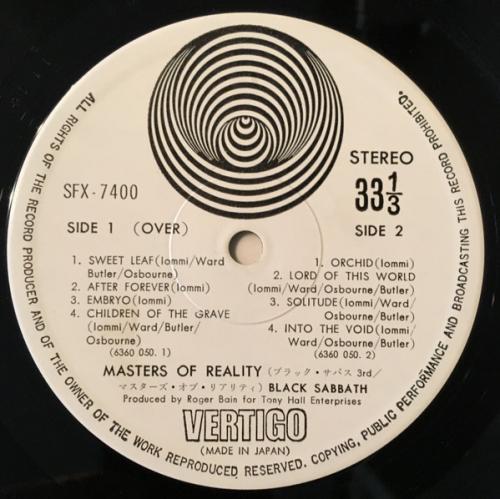 ALL RIGHTS OF THE RECORD PRODUCER AND OF THE OWNER OF THE WORK REPRODUCED RESERVED. COPYING, PUBLIC PERFORMANCE AND BROADCASTING THIS RECORD PROHIBITED.
STEREO
SFX-7400
33 1/3
SIDE 1 (OVER)
SIDE 2
1. SWEET LEAF(Iommi/Ward
Butler/Osbourne)
2. AFTER FOREVER(Iommi)
3. EMBRYO(Iommi)
4. CHILDREN OF THE GRAVE
(Iommi/Ward/Butler/
Osbourne)
(6360 050. 1)
1. ORCHID(Iommi)
2. LORD OF THIS WORLD
(Iommi/Ward/Osbourne/Butler)
3. SOLITUDE(Iommi/
Ward/Butler/Osbourne)
4. INTO THE VOID(Iommi/
Ward/Butler/Osbourne)
(6360 050. 2)
MASTERS OF REALITY (ブラック・サバス 3rd/
マスターズ・オブ・リアリティ) BLACK SABBATH
Produced by Roger Bain for Tony Hall Enterprises
VERTIGO
(MADE IN JAPAN)